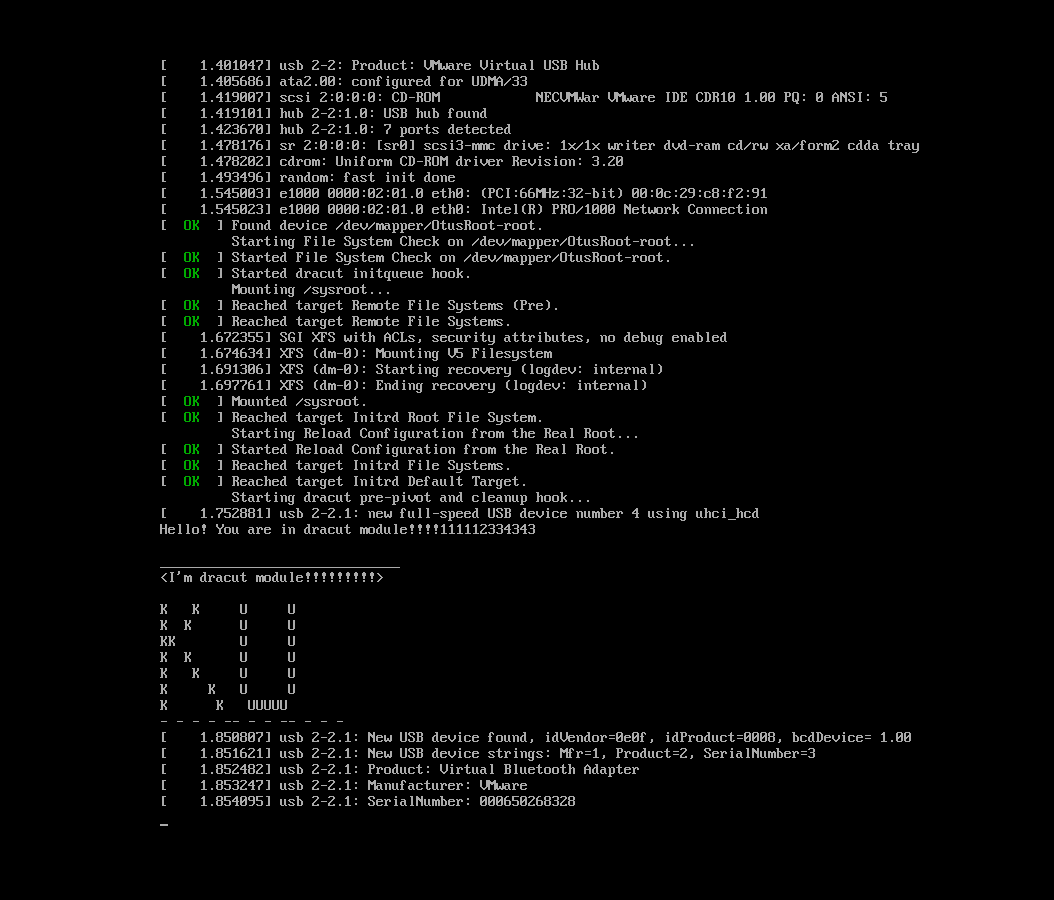 [    1.401047] usb 2-2: Product: VMware Virtual USB Hub
[    1.405686] ata2.00: configured for UDMA/33
[    1.419007] scsi 2:0:0:0: CD-ROM            NECVMWar VMware IDE CDR10 1.00 PQ: 0 ANSI: 5
[    1.419101] hub 2-2:1.0: USB hub found
[    1.423670] hub 2-2:1.0: 7 ports detected
[    1.478176] sr 2:0:0:0: [sr0] scsi3-mmc drive: 1x/1x writer dvd-ram cd/rw xa/form2 cdda tray
[    1.478202] cdrom: Uniform CD-ROM driver Revision: 3.20
[    1.493496] random: fast init done
[    1.545003] e1000 0000:02:01.0 eth0: (PCI:66MHz:32-bit) 00:0c:29:c8:f2:91
[    1.545023] e1000 0000:02:01.0 eth0: Intel(R) PRO/1000 Network Connection
[  OK  ] Found device /dev/mapper/OtusRoot-root.
         Starting File System Check on /dev/mapper/OtusRoot-root...
[  OK  ] Started File System Check on /dev/mapper/OtusRoot-root.
[  OK  ] Started dracut initqueue hook.
         Mounting /sysroot...
[  OK  ] Reached target Remote File Systems (Pre).
[  OK  ] Reached target Remote File Systems.
[    1.672355] SGI XFS with ACLs, security attributes, no debug enabled
[    1.674634] XFS (dm-0): Mounting V5 Filesystem
[    1.691306] XFS (dm-0): Starting recovery (logdev: internal)
[    1.697761] XFS (dm-0): Ending recovery (logdev: internal)
[  OK  ] Mounted /sysroot.
[  OK  ] Reached target Initrd Root File System.
         Starting Reload Configuration from the Real Root...
[  OK  ] Started Reload Configuration from the Real Root.
[  OK  ] Reached target Initrd File Systems.
[  OK  ] Reached target Initrd Default Target.
         Starting dracut pre-pivot and cleanup hook...
[    1.752881] usb 2-2.1: new full-speed USB device number 4 using uhci_hcd
Hello! You are in dracut module!!!!111112334343
______________________________
<I'm dracut module!!!!!!!!!>
K   K     U     U
K  K      U     U
KK        U     U
K  K      U     U
K   K     U     U
K     K   U     U
K      K   UUUUU
- - - - -- - - -- - - - -
[    1.850807] usb 2-2.1: New USB device found, idVendor=0e0f, idProduct=0008, bcdDevice= 1.00
[    1.851621] usb 2-2.1: New USB device strings: Mfr=1, Product=2, SerialNumber=3
[    1.852482] usb 2-2.1: Product: Virtual Bluetooth Adapter
[    1.853247] usb 2-2.1: Manufacturer: VMware
[    1.854095] usb 2-2.1: SerialNumber: 000650268328
_